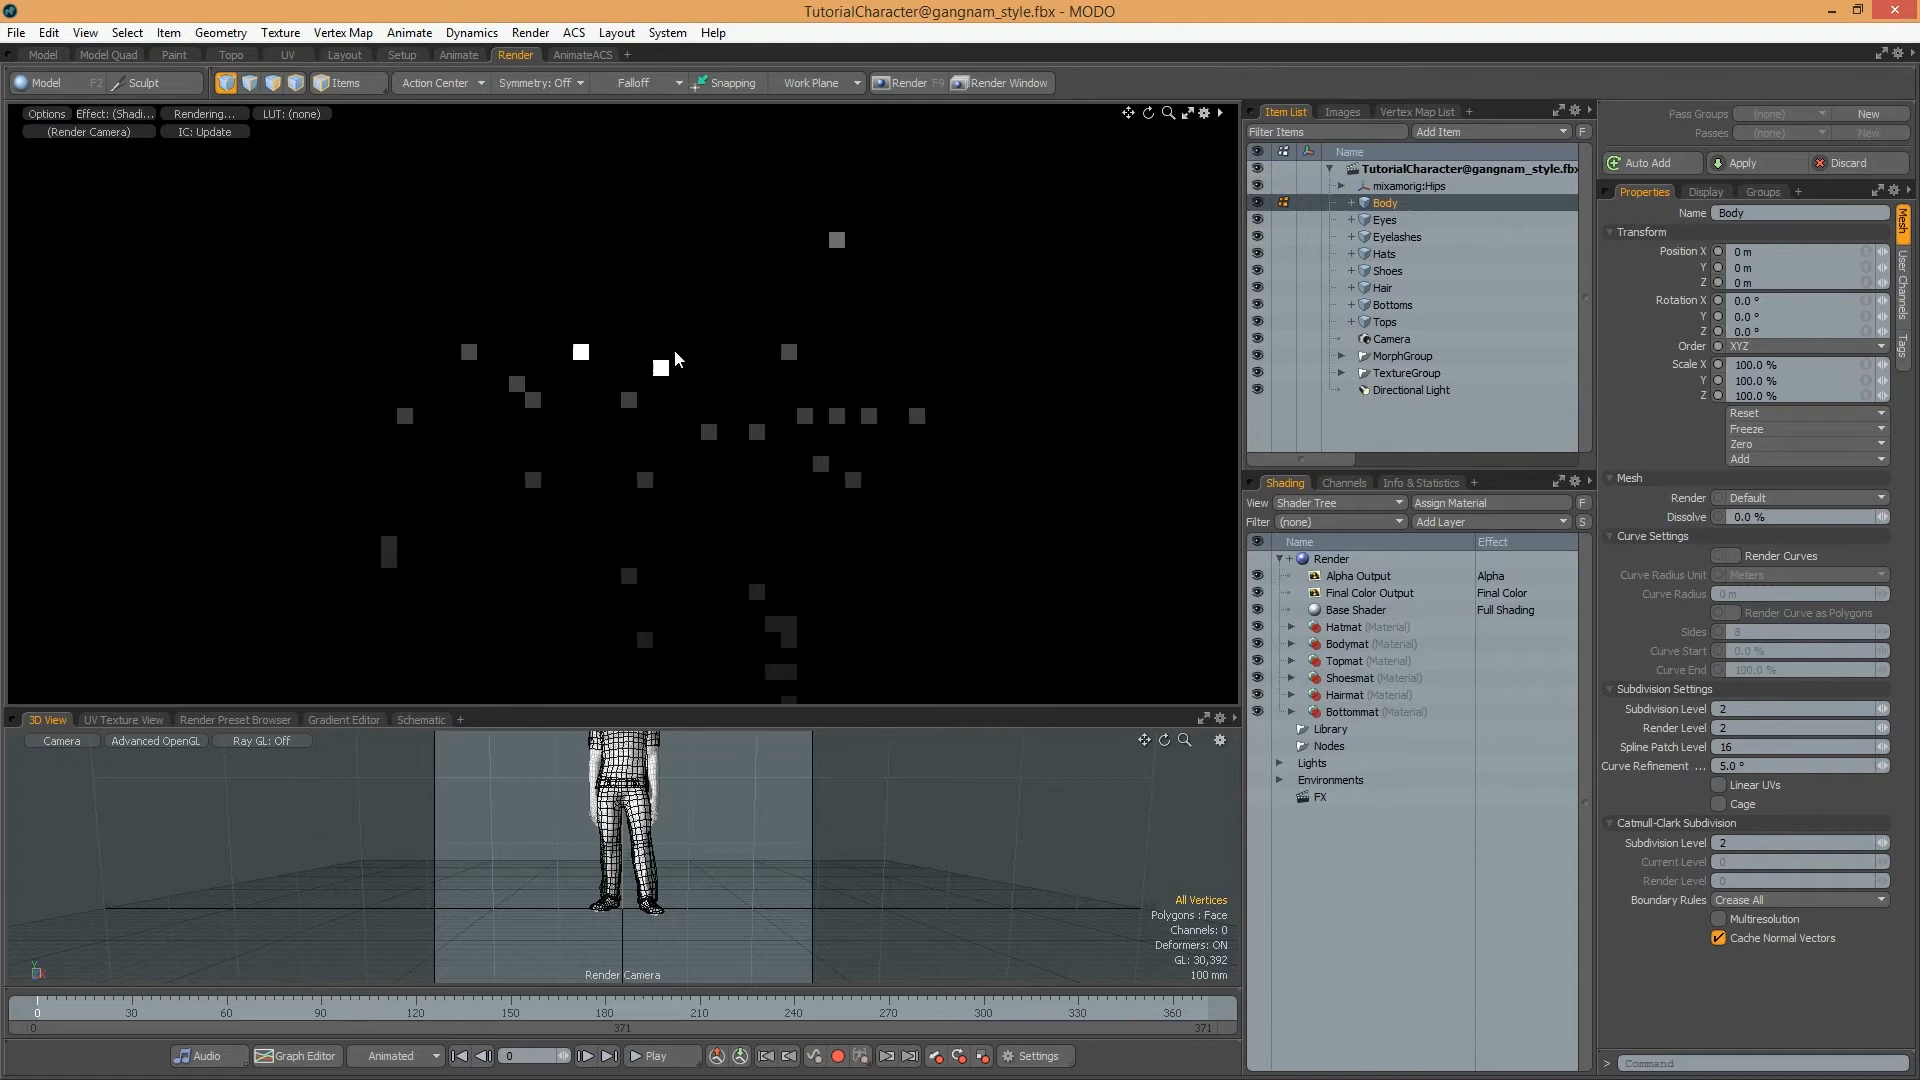 TutorialCharacter@gangnam_style.fbx - MODO
File Edit View Select Item Geometry Texture Vertex Map Animate Dynamics Render ACS Layout System Help
Model Model Quad Paint Topo UV Layout Setup Animate Render AnimateACS +
Model F2 Sculpt Items Action Center Symmetry: Off Falloff Snapping Work Plane Render F9 Render Window
Options Effect: (Shadi... Rendering... LUT: (none)
(Render Camera) IC: Update
Item List Images Vertex Map List +
Filter Items Add Item F
Name
TutorialCharacter@gangnam_style.fbx
mixamorig:Hips
Body
Eyes
Eyelashes
Hats
Shoes
Hair
Bottoms
Tops
Camera
MorphGroup
TextureGroup
Directional Light
Shading Channels Info & Statistics +
View Shader Tree Assign Material F
Filter (none) Add Layer S
Name Effect
Render
Alpha Output Alpha
Final Color Output Final Color
Base Shader Full Shading
Hatmat (Material)
Bodymat (Material)
Topmat (Material)
Shoesmat (Material)
Hairmat (Material)
Bottommat (Material)
Library
Nodes
Lights
Environments
FX
Pass Groups (none) New
Passes (none) New
Auto Add Apply Discard
Properties Display Groups +
Mesh
User Channels
Tags
Name Body
Transform
Position X 0 m
Y 0 m
Z 0 m
Rotation X 0.0 °
Y 0.0 °
Z 0.0 °
Order XYZ
Scale X 100.0 %
Y 100.0 %
Z 100.0 %
Reset
Freeze
Zero
Add
Mesh
Render Default
Dissolve 0.0 %
Curve Settings
Render Curves
Curve Radius Unit Meters
Curve Radius 0 m
Render Curve as Polygons
Sides 8
Curve Start 0.0 %
Curve End 100.0 %
Subdivision Settings
Subdivision Level 2
Render Level 2
Spline Patch Level 16
Curve Refinement ... 5.0 °
Linear UVs
Cage
Catmull-Clark Subdivision
Subdivision Level 2
Current Level 0
Render Level 0
Boundary Rules Crease All
Multiresolution
Cache Normal Vectors
3D View UV Texture View Render Preset Browser Gradient Editor Schematic +
Camera Advanced OpenGL Ray GL: Off
All Vertices
Polygons : Face
Channels: 0
Deformers: ON
GL: 30,392
100 mm
Render Camera
0 30 60 90 120 150 180 210 240 270 300 330 360
0 371 371
Audio Graph Editor Animated 0 Play Settings
> Command